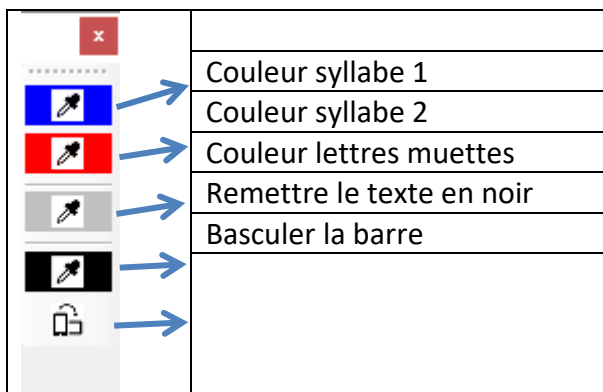 x
Couleur syllabe 1
Couleur syllabe 2
Couleur lettres muettes
Remettre le texte en noir
Basculer la barre